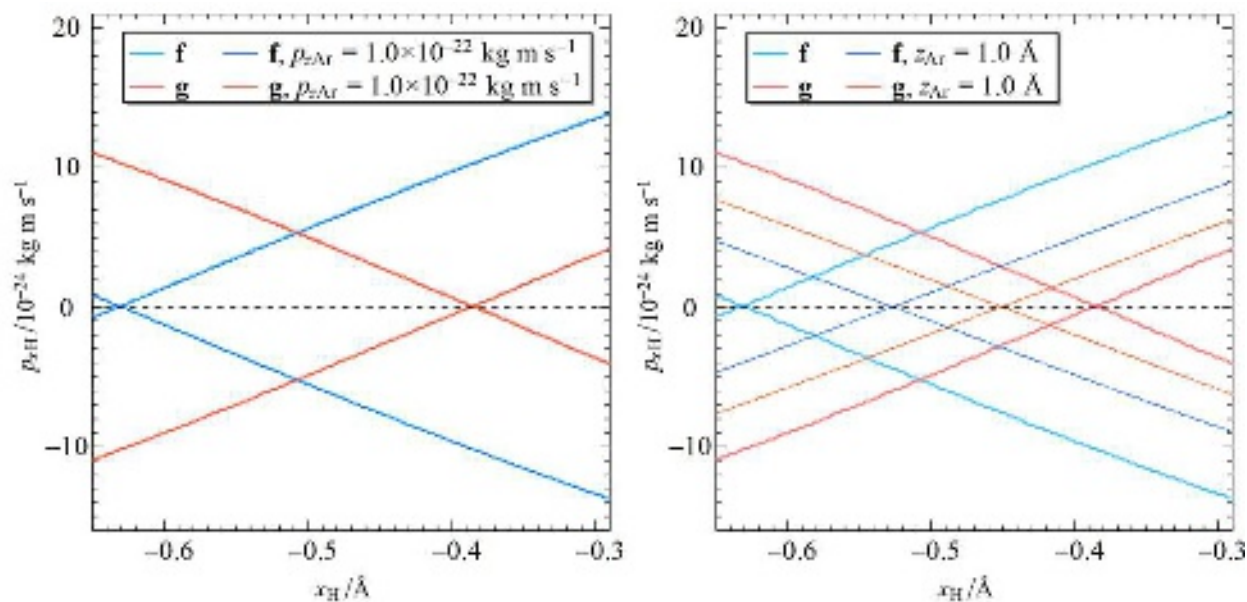 20
10
0
−10
p_xH/10^−24 kg m s^−1
f f, p_zAr = 1.0×10^−22 kg m s^−1
g g, p_zAr = 1.0×10^−22 kg m s^−1
−0.6 −0.5 −0.4 −0.3
x_H/Å
20
10
0
−10
p_xH/10^−24 kg m s^−1
f f, z_Ar = 1.0 Å
g g, z_Ar = 1.0 Å
−0.6 −0.5 −0.4 −0.3
x_H/Å